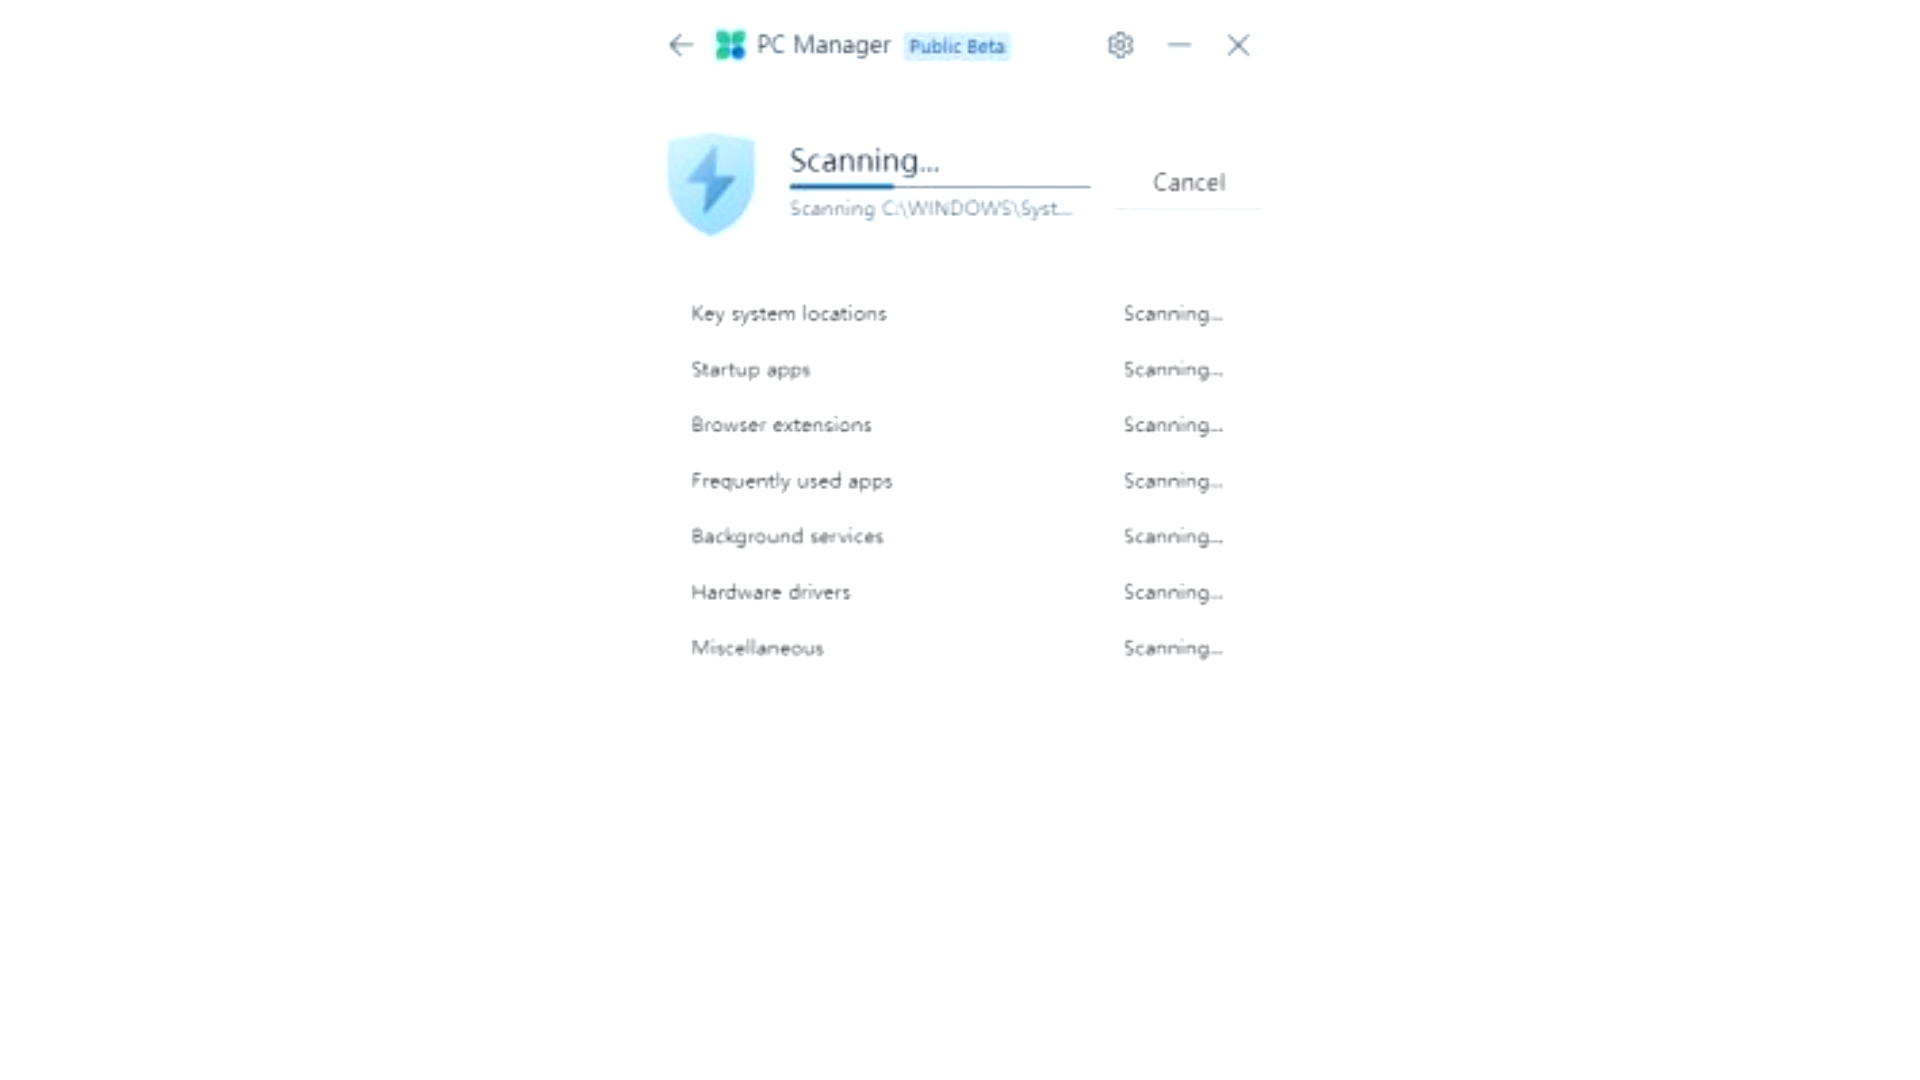 PC Manager Public Beta
Scanning...
Cancel
Scanning C:\WINDOWS\Syst...
Key system locations Scanning...
Startup apps Scanning...
Browser extensions Scanning...
Frequently used apps Scanning...
Background services Scanning...
Hardware drivers Scanning...
Miscellaneous Scanning...